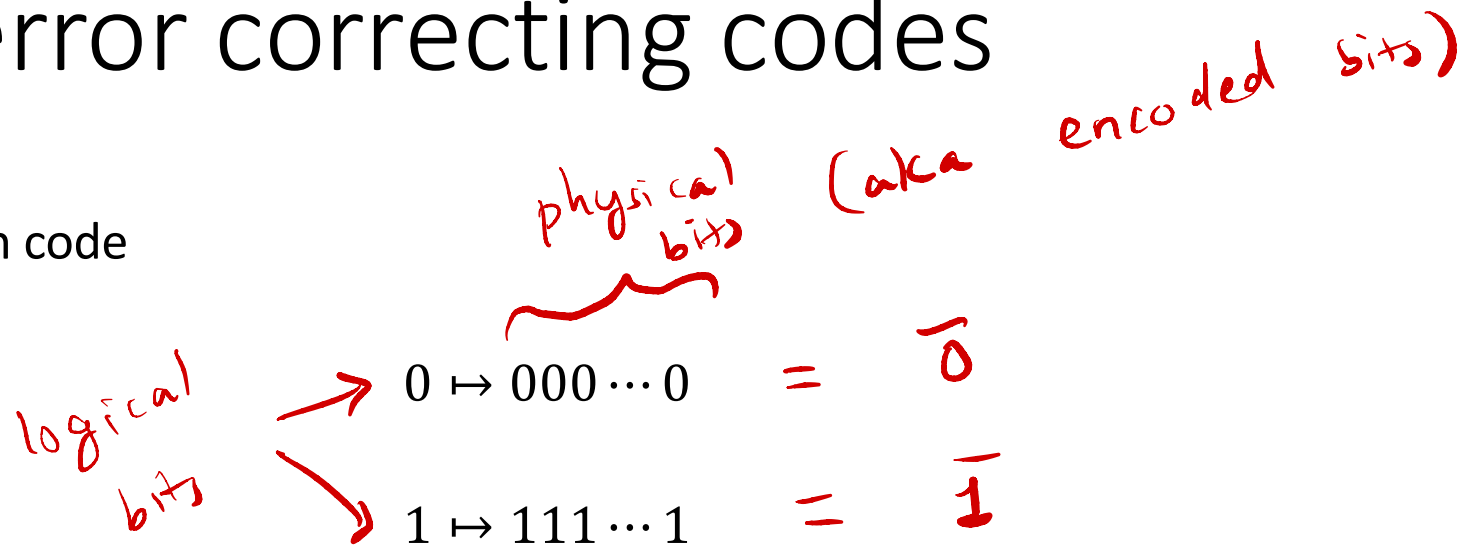 rror correcting codes
physical bits (aka encoded bits)
n code
logical bits
0 ↦ 000 ⋯ 0 = 0̅
1 ↦ 111 ⋯ 1 = 1̅